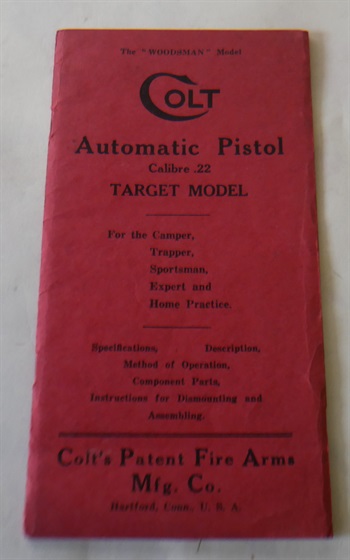 The "WOODSMAN" Model
COLT
Automatic Pistol
Calibre .22
TARGET MODEL
For the Camper,
Trapper,
Sportsman,
Expert and
Home Practice.
Specifications, Description,
Method of Operation,
Component Parts,
Instructions for Dismounting and
Assembling.
Colt's Patent Fire Arms
Mfg. Co.
Hartford, Conn., U. S. A.